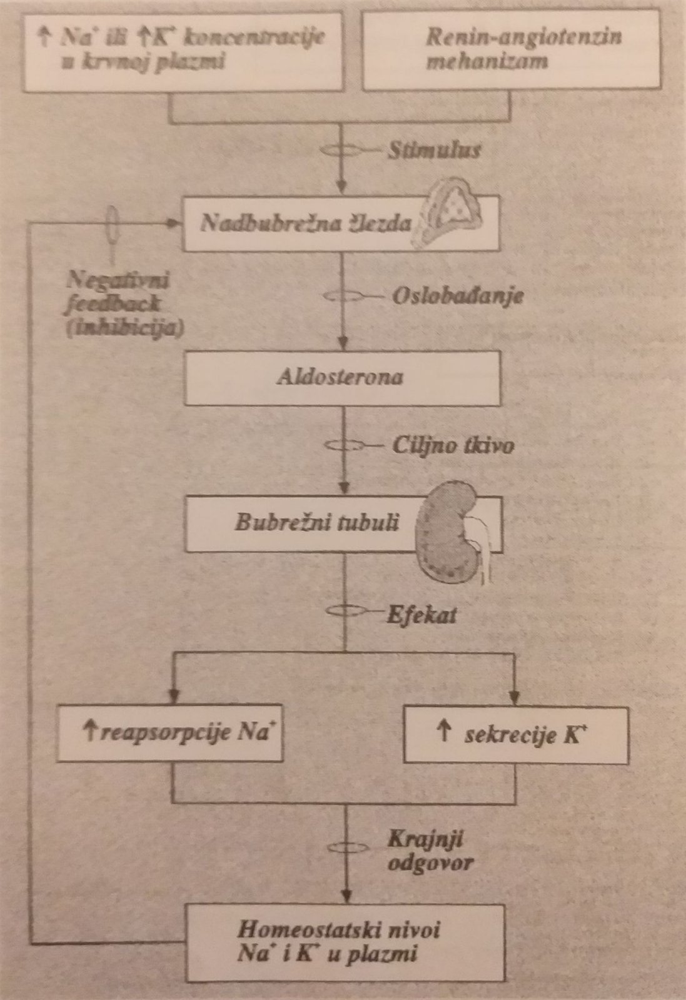 ↑ Na⁺ ili ↑K⁺ koncentracije
u krvnoj plazmi
Renin-angiotenzin
mehanizam
Stimulus
Nadbubrežna žlezda
Negativni
feedback
(inhibicija)
Oslobađanje
Aldosterona
Ciljno tkivo
Bubrežni tubuli
Efekat
↑reapsorpcije Na⁺
↑ sekrecije K⁺
Krajnji
odgovor
Homeostatski nivoi
Na⁺ i K⁺ u plazmi